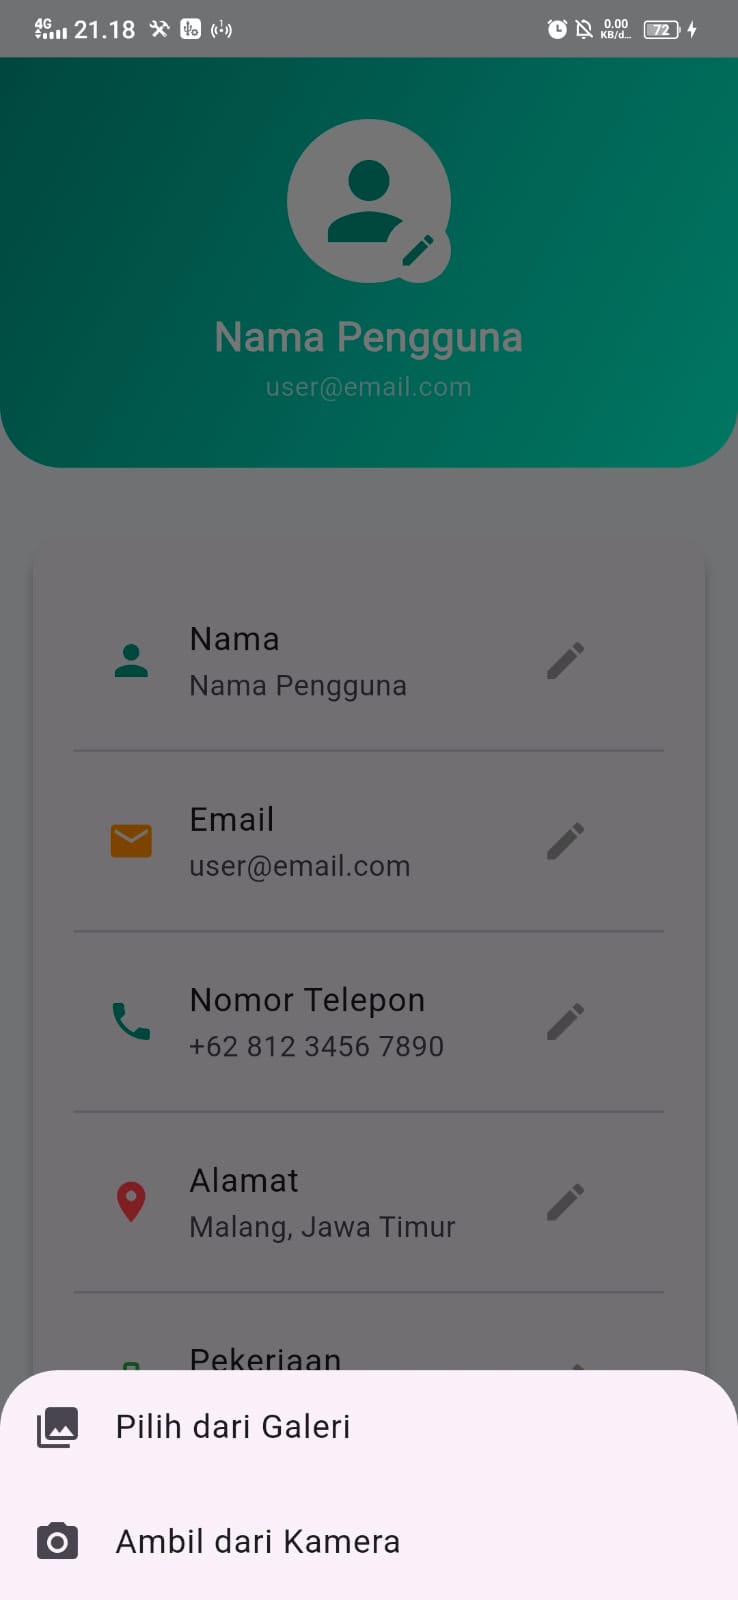 4G 21.18 0.00 KB/d... 72
Nama Pengguna
user@email.com
Nama
Nama Pengguna
Email
user@email.com
Nomor Telepon
+62 812 3456 7890
Alamat
Malang, Jawa Timur
Pekerjaan
Pilih dari Galeri
Ambil dari Kamera